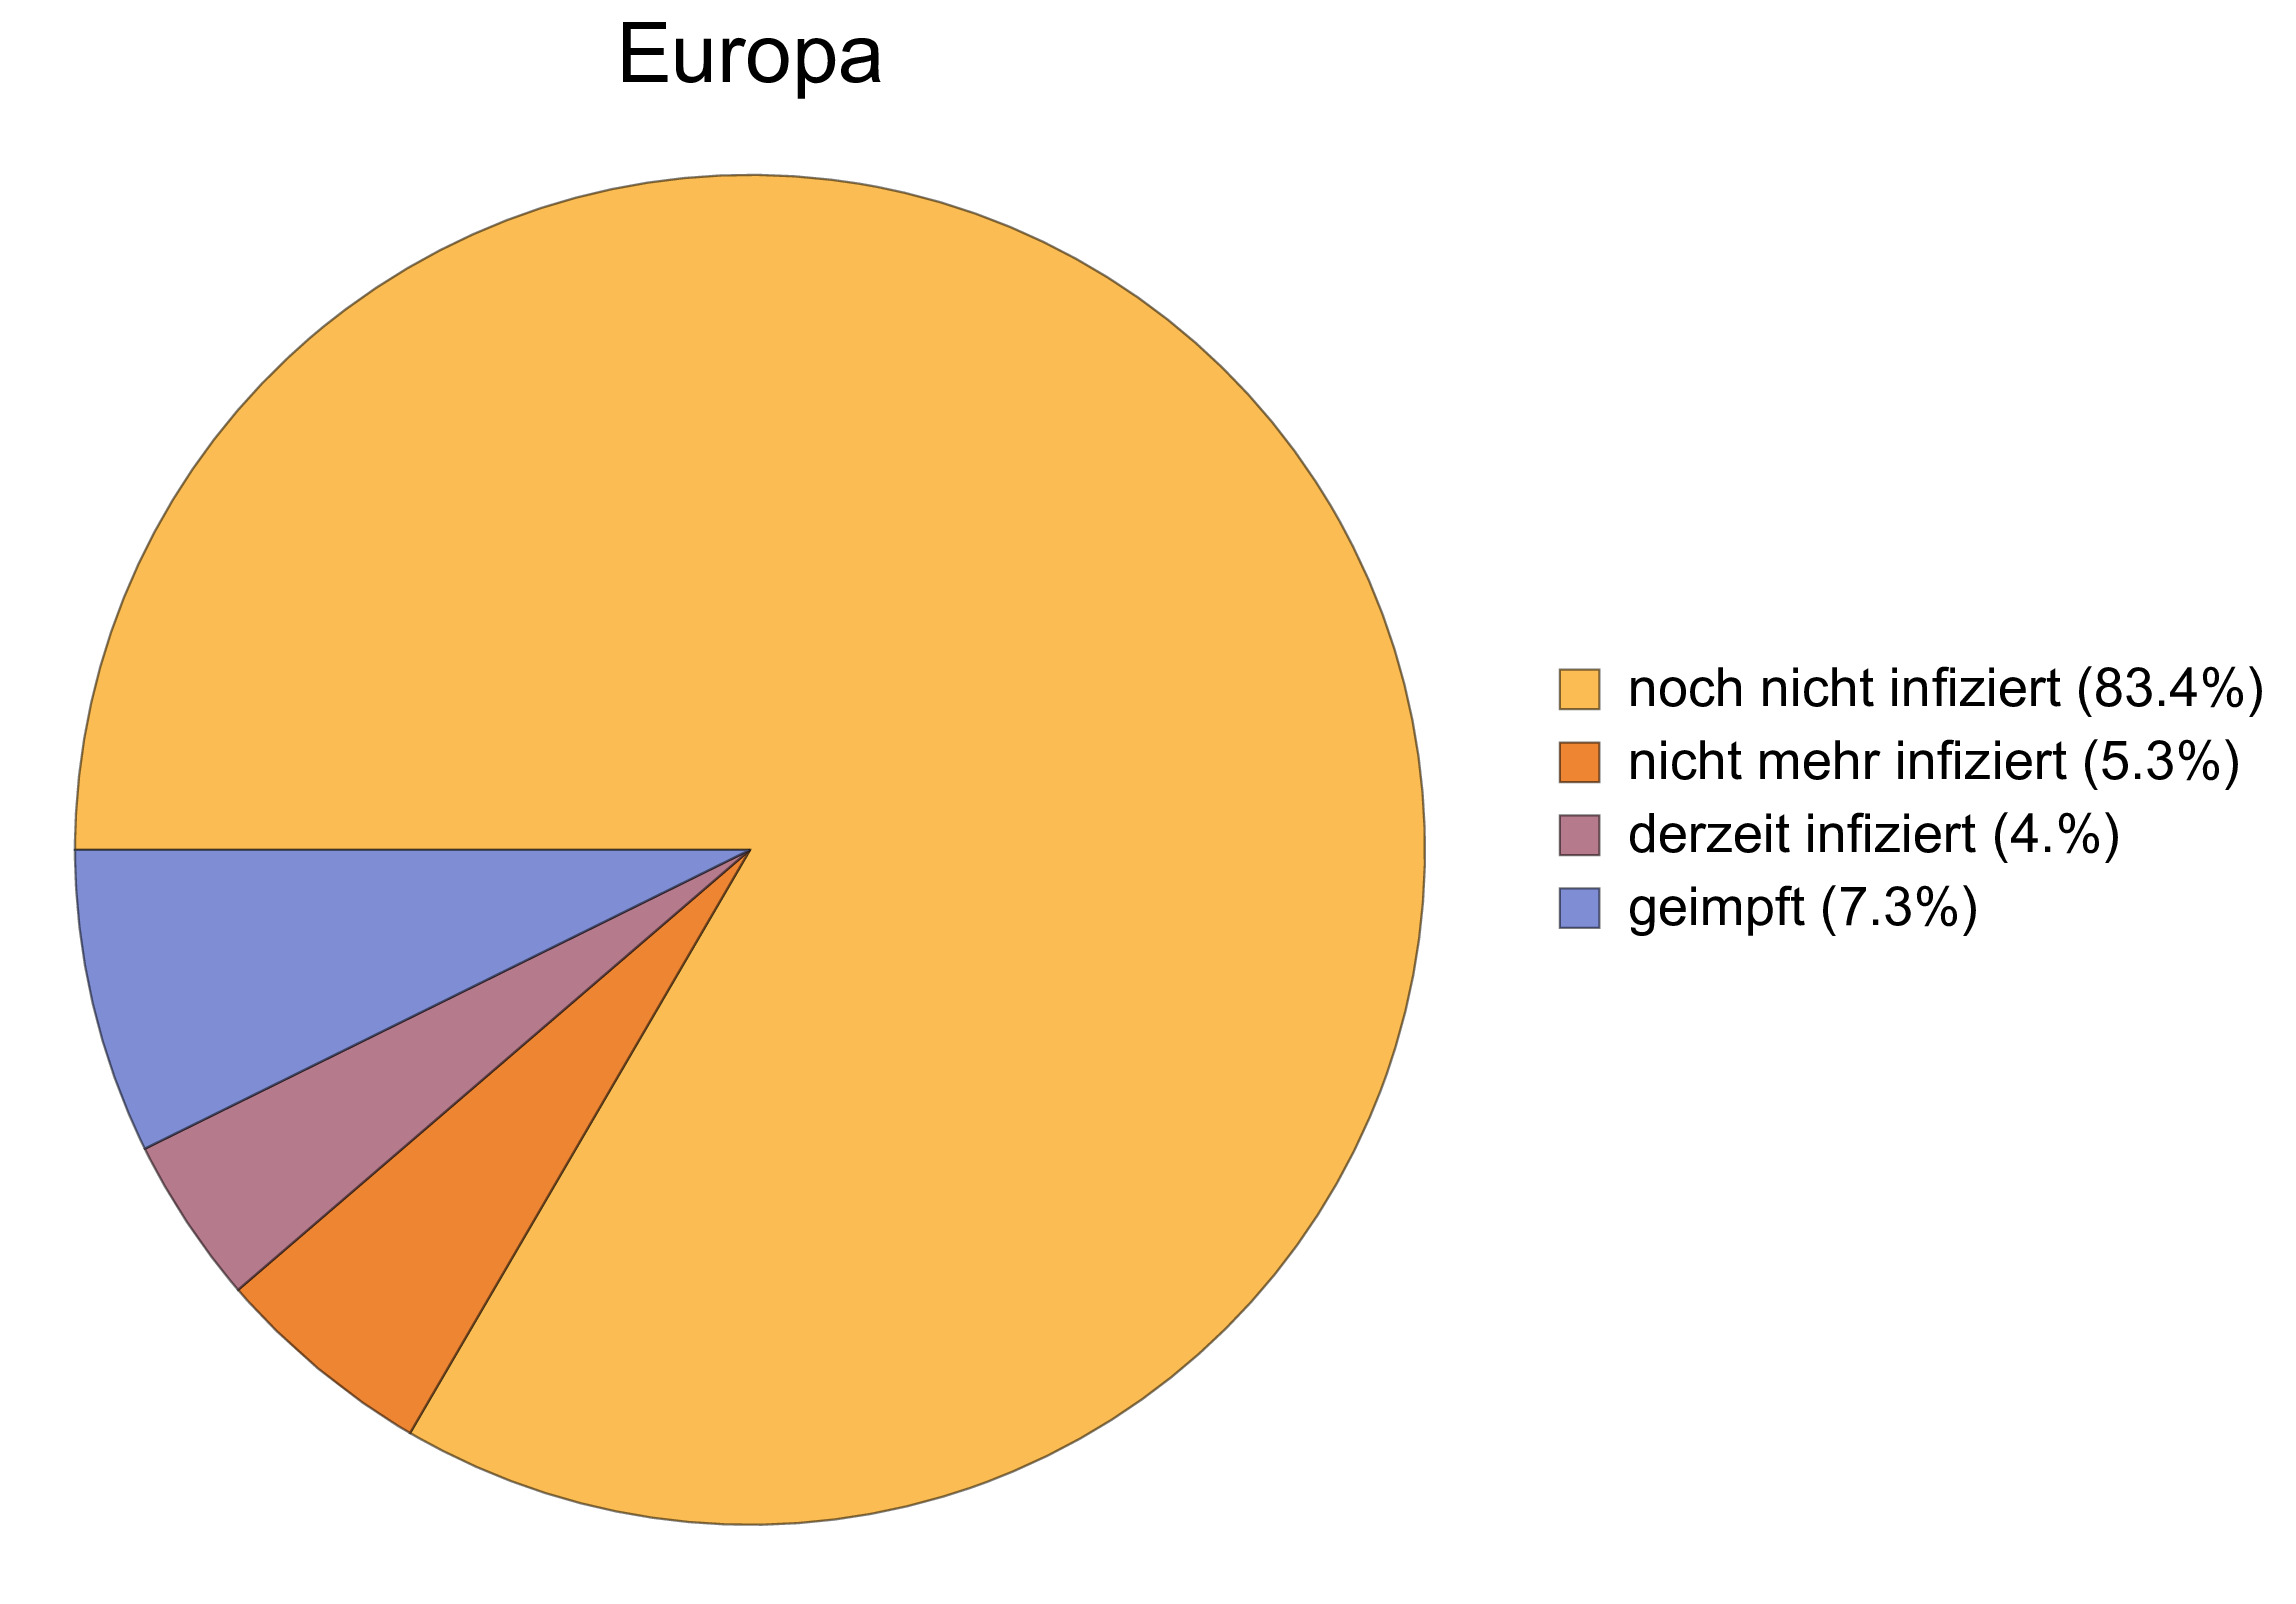 Europa
noch nicht infiziert (83.4%)
nicht mehr infiziert (5.3%)
derzeit infiziert (4.%)
geimpft (7.3%)